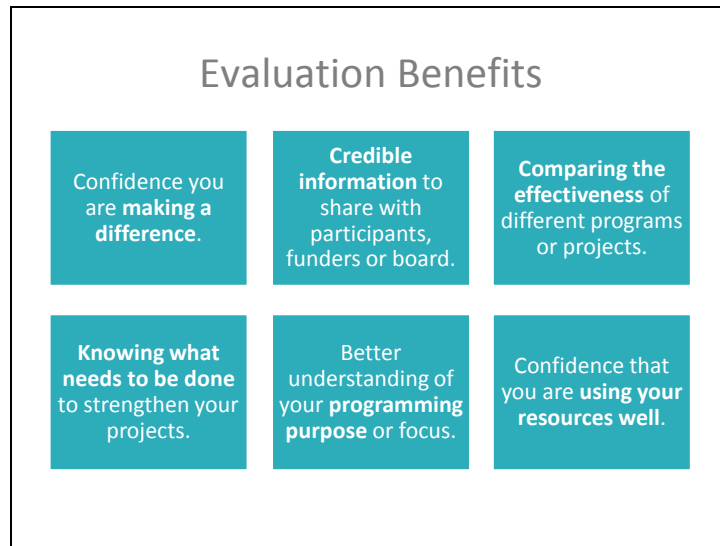 Evaluation Benefits
Confidence you
are making a
difference.
Credible
information to
share with
participants,
funders or board.
Comparing the
effectiveness of
different programs
or projects.
Knowing what
needs to be done
to strengthen your
projects.
Better
understanding of
your programming
purpose or focus.
Confidence that
you are using your
resources well.